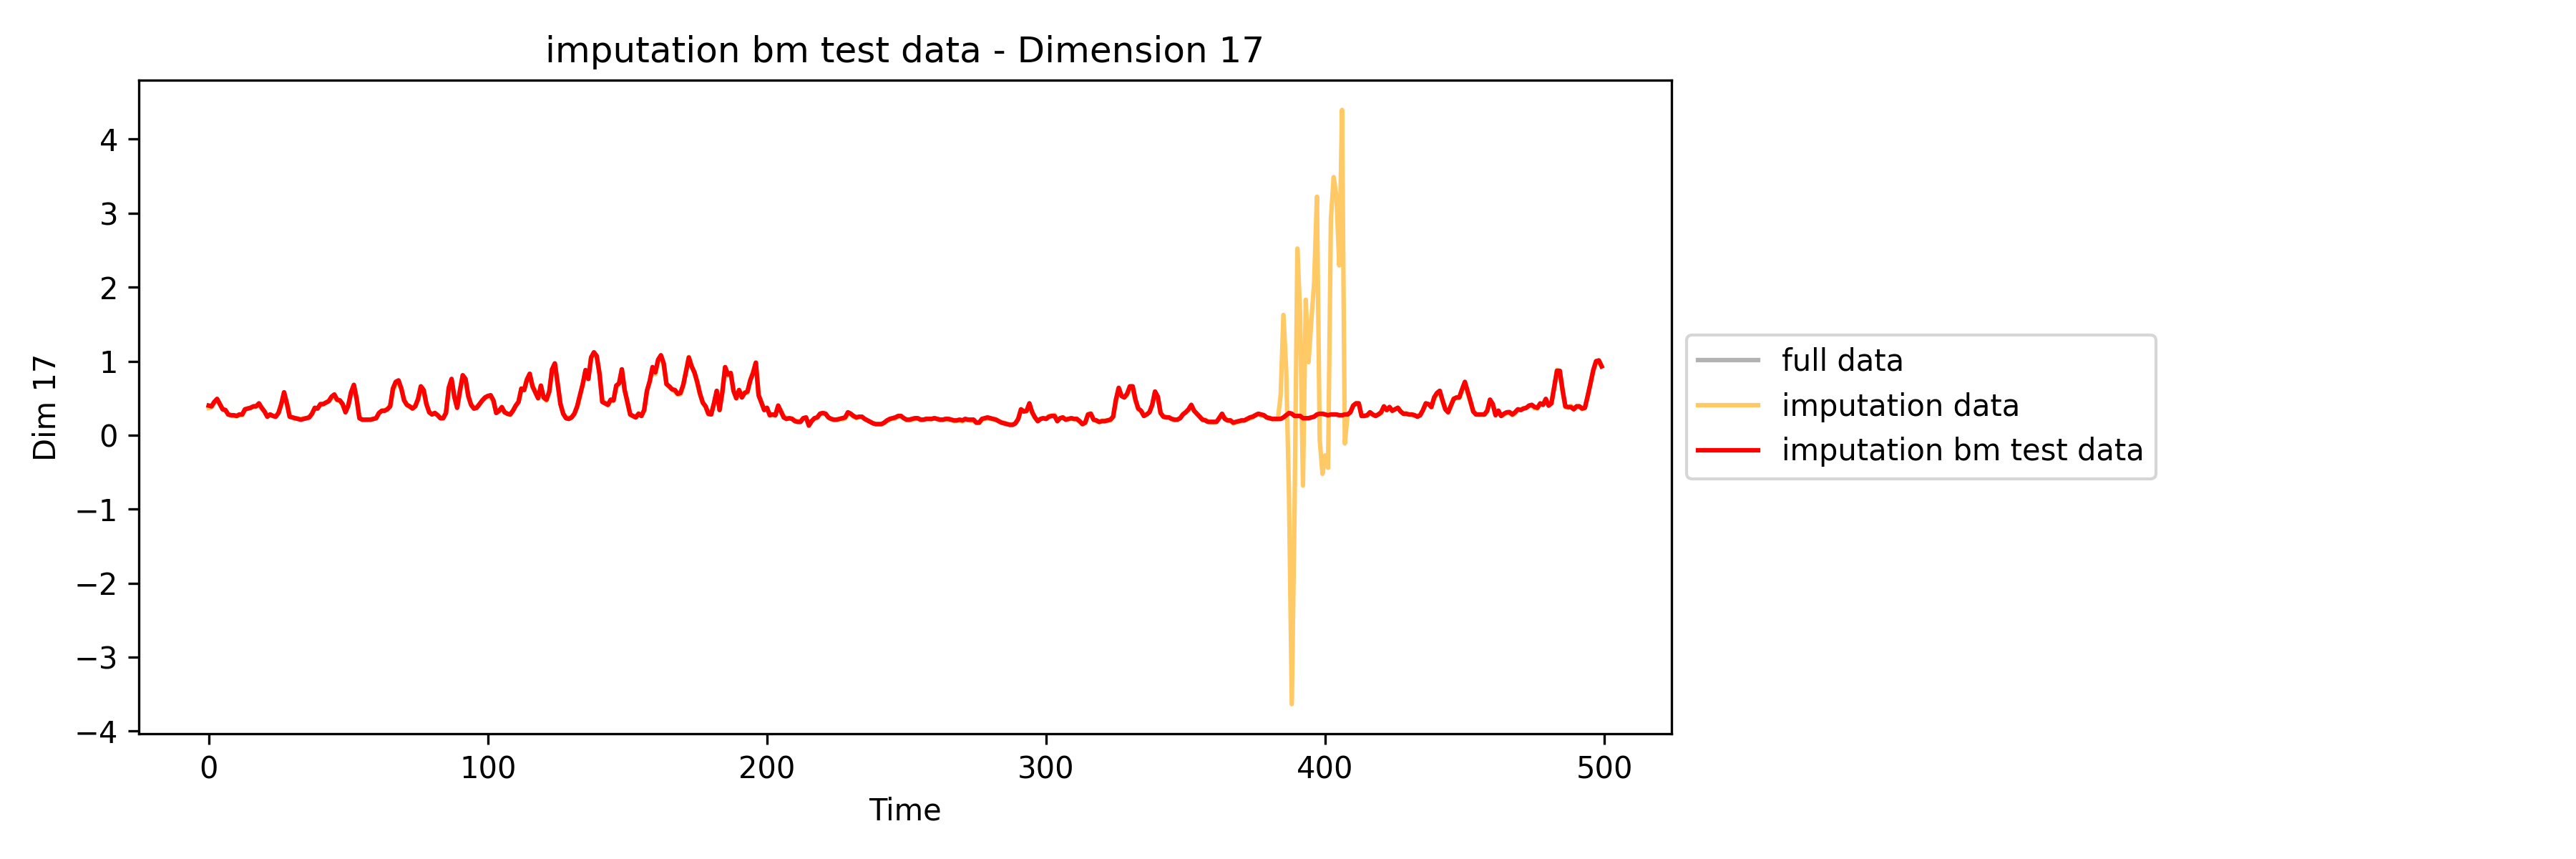 imputation bm test data - Dimension 17
4
3
2
1
0
−1
−2
−3
−4
Dim 17
0 100 200 300 400 500
Time
full data
imputation data
imputation bm test data